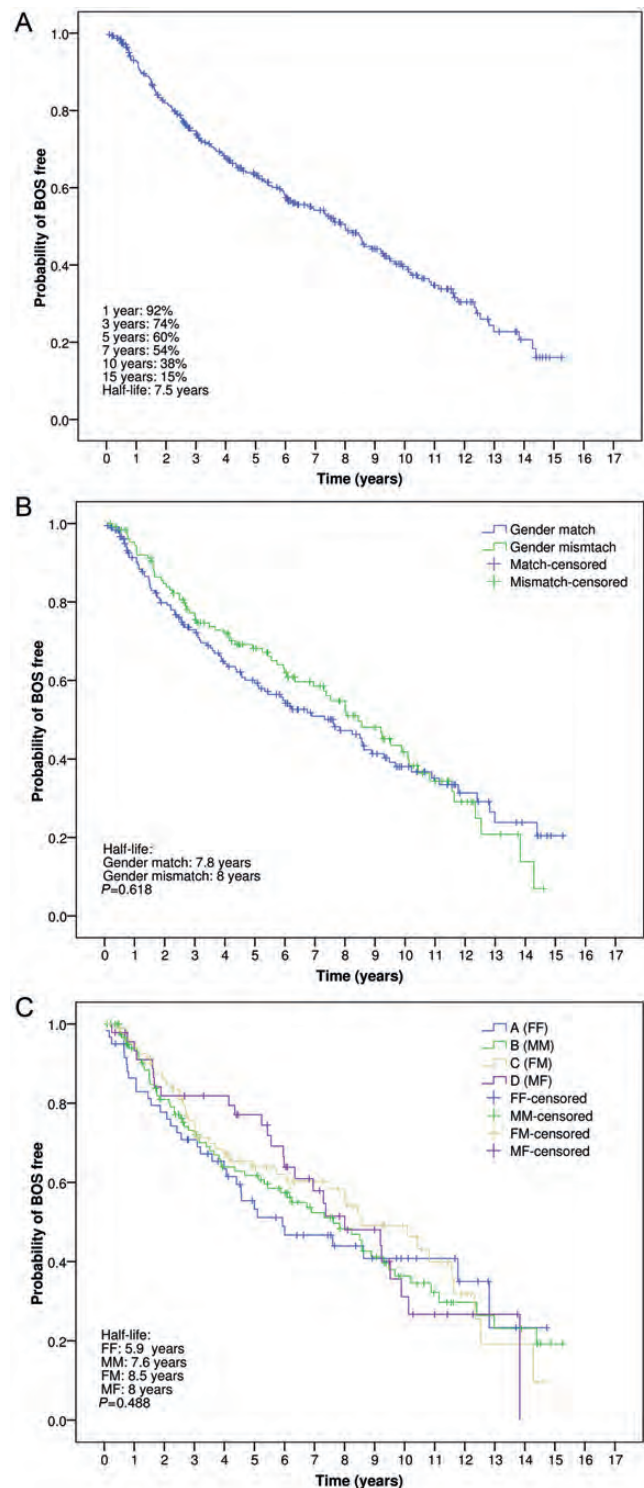 A
Probability of BOS free
1.0
0.8
0.6
0.4
0.2
0.0
1 year: 92%
3 years: 74%
5 years: 60%
7 years: 54%
10 years: 38%
15 years: 15%
Half-life: 7.5 years
0 1 2 3 4 5 6 7 8 9 10 11 12 13 14 15 16 17
Time (years)
B
Probability of BOS free
1.0
0.8
0.6
0.4
0.2
0.0
Gender match
Gender mismtach
Match-censored
Mismatch-censored
Half-life:
Gender match: 7.8 years
Gender mismatch: 8 years
P=0.618
0 1 2 3 4 5 6 7 8 9 10 11 12 13 14 15 16 17
Time (years)
C
Probability of BOS free
1.0
0.8
0.6
0.4
0.2
0.0
A (FF)
B (MM)
C (FM)
D (MF)
FF-censored
MM-censored
FM-censored
MF-censored
Half-life:
FF: 5.9 years
MM: 7.6 years
FM: 8.5 years
MF: 8 years
P=0.488
0 1 2 3 4 5 6 7 8 9 10 11 12 13 14 15 16 17
Time (years)